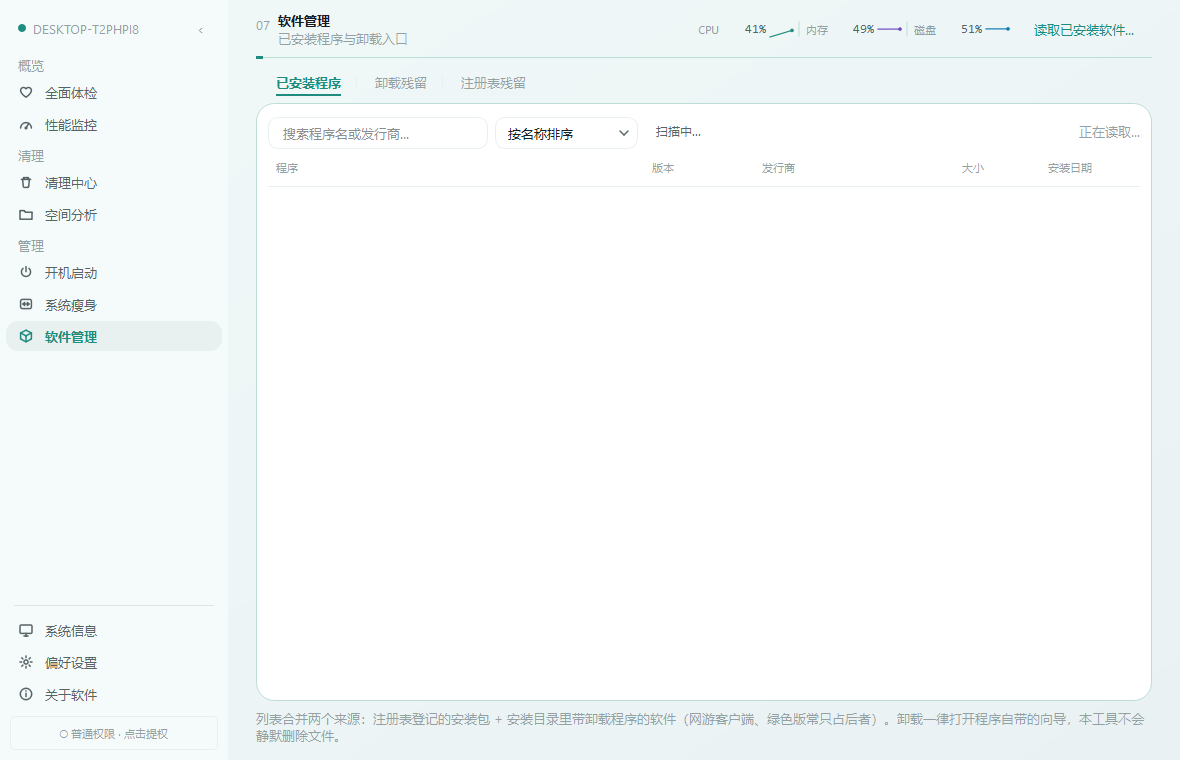 DESKTOP-T2PHPI8
概览
全面体检
性能监控
清理
清理中心
空间分析
管理
开机启动
系统瘦身
软件管理
系统信息
偏好设置
关于软件
普通权限 · 点击提权
07 软件管理
已安装程序与卸载入口
CPU 41% 内存 49% 磁盘 51% 读取已安装软件...
已安装程序 卸载残留 注册表残留
搜索程序名或发行商... 按名称排序 扫描中... 正在读取...
程序 版本 发行商 大小 安装日期
列表合并两个来源：注册表登记的安装包 + 安装目录里带卸载程序的软件（网游客户端、绿色版常只占后者）。卸载一律打开程序自带的向导，本工具不会
静默删除文件。